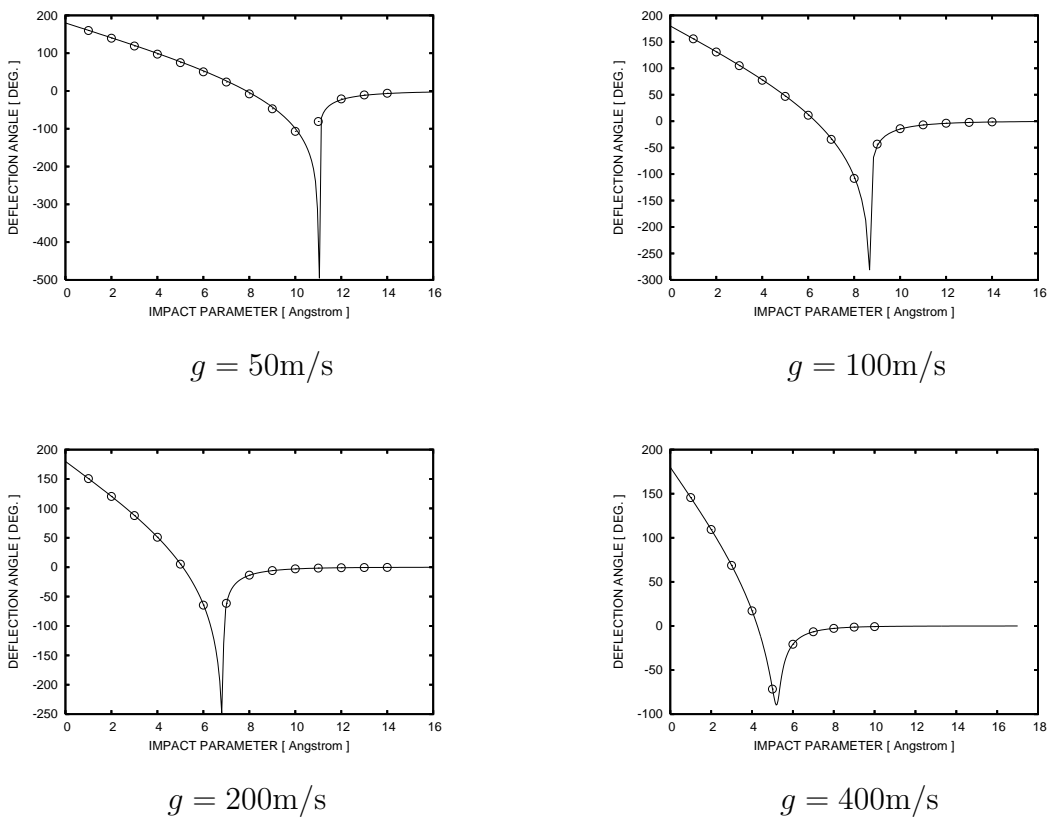 200
100
0
-100
-200
-300
-400
-500
DEFLECTION ANGLE [ DEG. ]
0 2 4 6 8 10 12 14 16
IMPACT PARAMETER [ Angstrom ]
g = 50m/s
200
150
100
50
0
-50
-100
-150
-200
-250
-300
DEFLECTION ANGLE [ DEG. ]
0 2 4 6 8 10 12 14 16
IMPACT PARAMETER [ Angstrom ]
g = 100m/s
200
150
100
50
0
-50
-100
-150
-200
-250
DEFLECTION ANGLE [ DEG. ]
0 2 4 6 8 10 12 14 16
IMPACT PARAMETER [ Angstrom ]
g = 200m/s
200
150
100
50
0
-50
-100
DEFLECTION ANGLE [ DEG. ]
0 2 4 6 8 10 12 14 16 18
IMPACT PARAMETER [ Angstrom ]
g = 400m/s